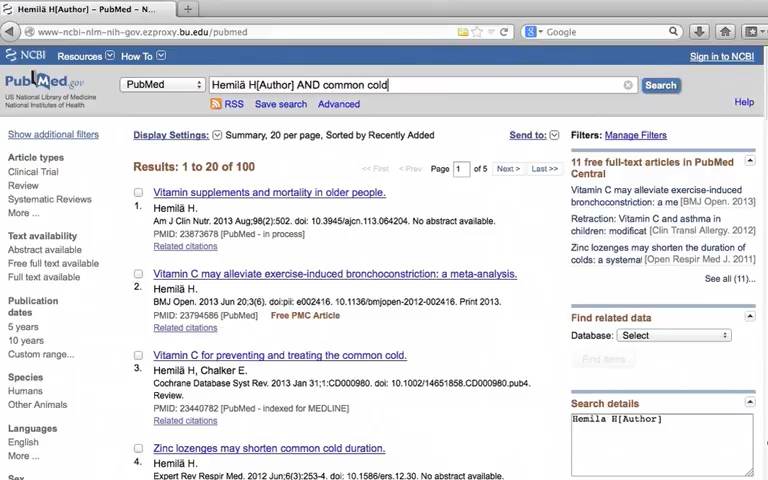 Hemilä H[Author] – PubMed – N...
www-ncbi-nlm-nih-gov.ezproxy.bu.edu/pubmed
Google
NCBI Resources How To Sign in to NCBI
PubMed.gov
US National Library of Medicine
National Institutes of Health
PubMed
Hemilä H[Author] AND common cold
Search
RSS Save search Advanced
Help
Show additional filters
Article types
Clinical Trial
Review
Systematic Reviews
More ...
Text availability
Abstract available
Free full text available
Full text available
Publication
dates
5 years
10 years
Custom range...
Species
Humans
Other Animals
Languages
English
More ...
Sex
Display Settings: Summary, 20 per page, Sorted by Recently Added Send to:
Results: 1 to 20 of 100
<< First < Prev Page 1 of 5 Next > Last >>
Vitamin supplements and mortality in older people.
1. Hemilä H.
Am J Clin Nutr. 2013 Aug;98(2):502. doi: 10.3945/ajcn.113.064204. No abstract available.
PMID: 23873678 [PubMed - in process]
Related citations
Vitamin C may alleviate exercise-induced bronchoconstriction: a meta-analysis.
2. Hemilä H.
BMJ Open. 2013 Jun 20;3(6). doi:pii: e002416. 10.1136/bmjopen-2012-002416. Print 2013.
PMID: 23794586 [PubMed] Free PMC Article
Related citations
Vitamin C for preventing and treating the common cold.
3. Hemilä H, Chalker E.
Cochrane Database Syst Rev. 2013 Jan 31;1:CD000980. doi: 10.1002/14651858.CD000980.pub4.
Review.
PMID: 23440782 [PubMed - indexed for MEDLINE]
Related citations
Zinc lozenges may shorten common cold duration.
4. Hemilä H.
Expert Rev Respir Med. 2012 Jun;6(3):253-4. doi: 10.1586/ers.12.30. No abstract available.
Filters: Manage Filters
11 free full-text articles in PubMed
Central
Vitamin C may alleviate exercise-induced
bronchoconstriction: a me [BMJ Open. 2013]
Retraction: Vitamin C and asthma in
children: modificat [Clin Transl Allergy. 2012]
Zinc lozenges may shorten the duration of
colds: a systema [Open Respir Med J. 2011]
See all (11)...
Find related data
Database: Select
Find items
Search details
Hemila H[Author]